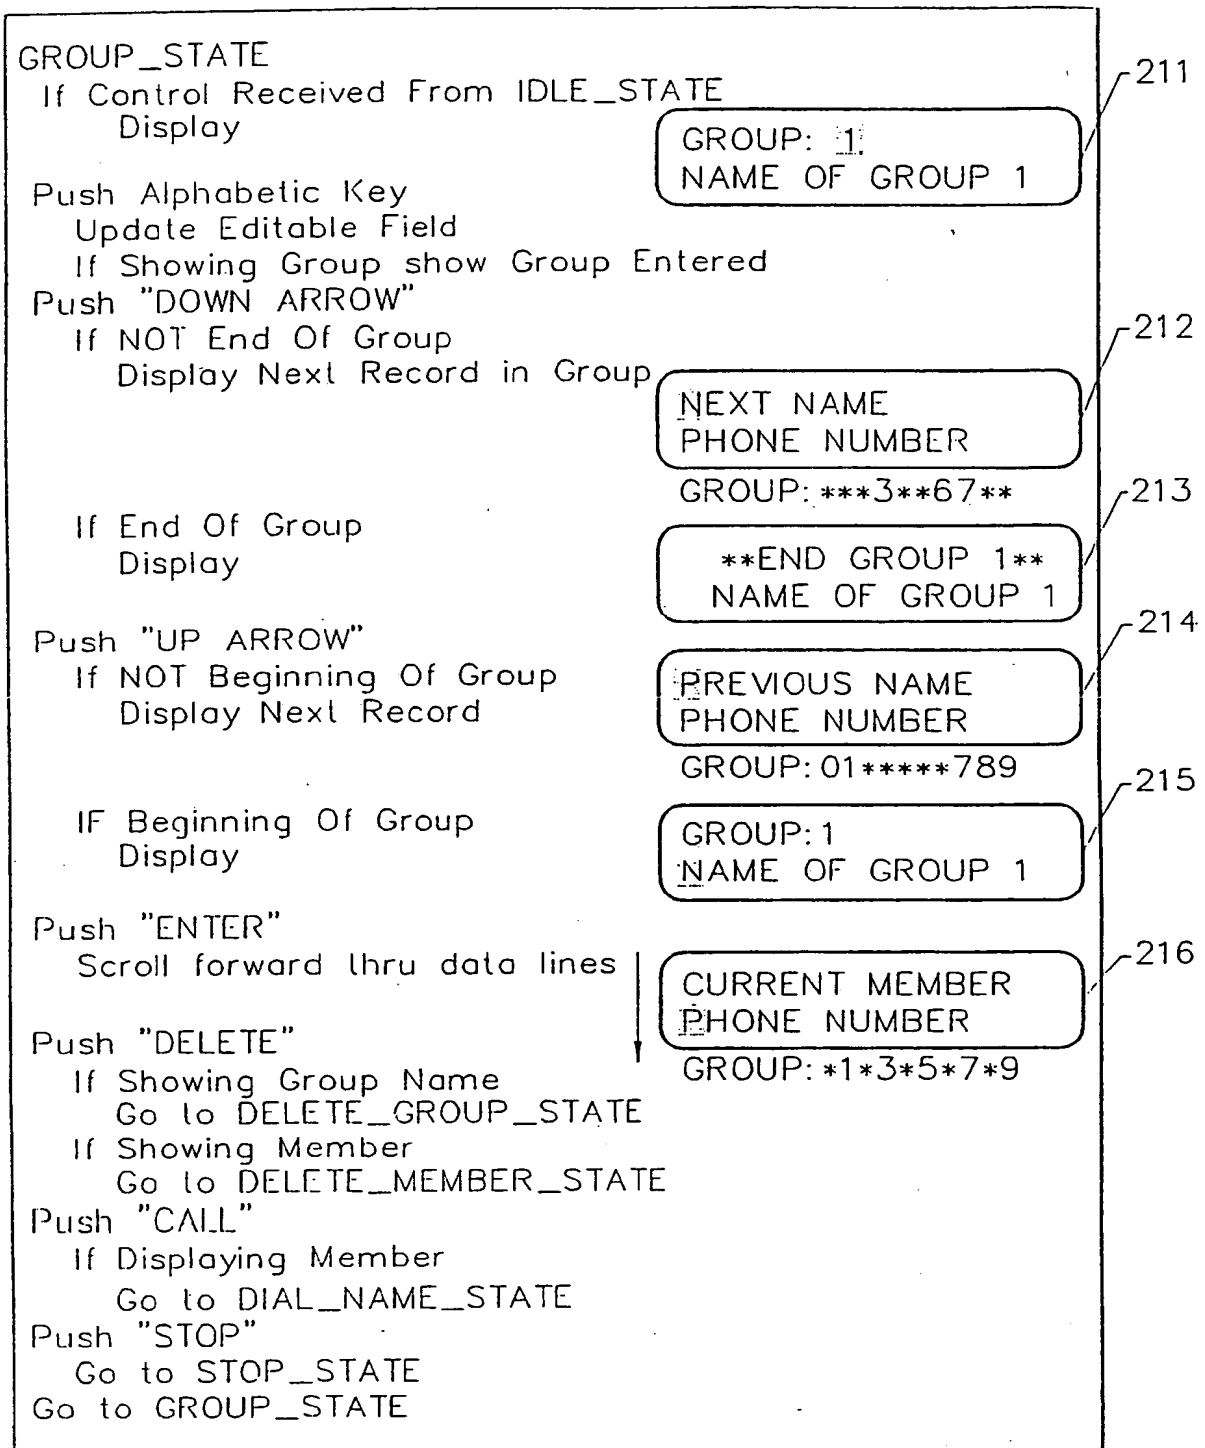 GROUP_STATE
211
If Control Received From IDLE_STATE
Display
GROUP: 1
NAME OF GROUP 1
Push Alphabetic Key
Update Editable Field
If Showing Group show Group Entered
Push "DOWN ARROW"
If NOT End Of Group
212
Display Next Record in Group
NEXT NAME
PHONE NUMBER
GROUP: ***3**67**
213
If End Of Group
Display
**END GROUP 1**
NAME OF GROUP 1
Push "UP ARROW"
214
If NOT Beginning Of Group
Display Next Record
PREVIOUS NAME
PHONE NUMBER
GROUP: 01*****789
215
IF Beginning Of Group
Display
GROUP: 1
NAME OF GROUP 1
Push "ENTER"
Scroll forward thru data lines
216
CURRENT MEMBER
PHONE NUMBER
GROUP: *1*3*5*7*9
Push "DELETE"
If Showing Group Name
Go to DELETE_GROUP_STATE
If Showing Member
Go to DELETE_MEMBER_STATE
Push "CALL"
If Displaying Member
Go to DIAL_NAME_STATE
Push "STOP"
Go to STOP_STATE
Go to GROUP_STATE